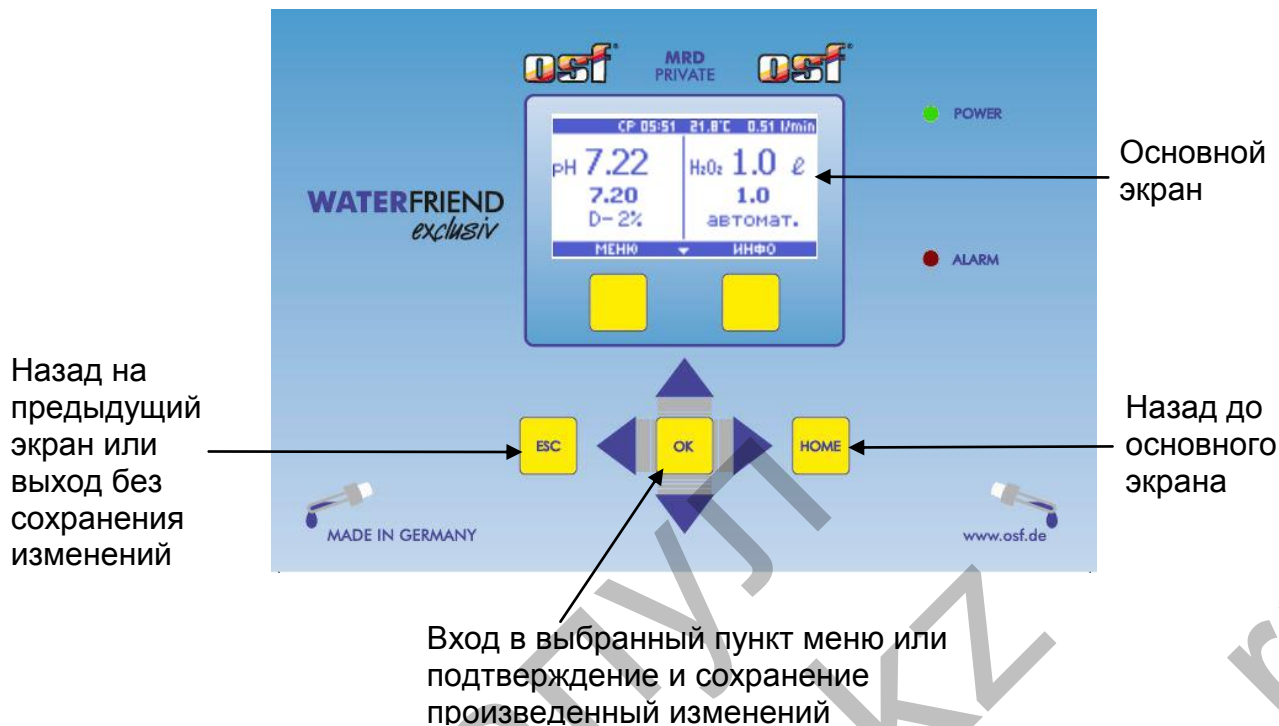 osf
MRD
PRIVATE
osf
СР 05:51 21.8°C 0.51 l/min
pH 7.22
7.20
D- 2%
H₂O₂ 1.0 ℓ
1.0
автомат.
МЕНЮ
ИНФО
POWER
ALARM
WATERFRIEND
exclusiv
Основной
экран
Назад на
предыдущий
экран или
выход без
сохранения
изменений
ESC
OK
HOME
Назад до
основного
экрана
MADE IN GERMANY
www.osf.de
Вход в выбранный пункт меню или
подтверждение и сохранение
произведенный изменений